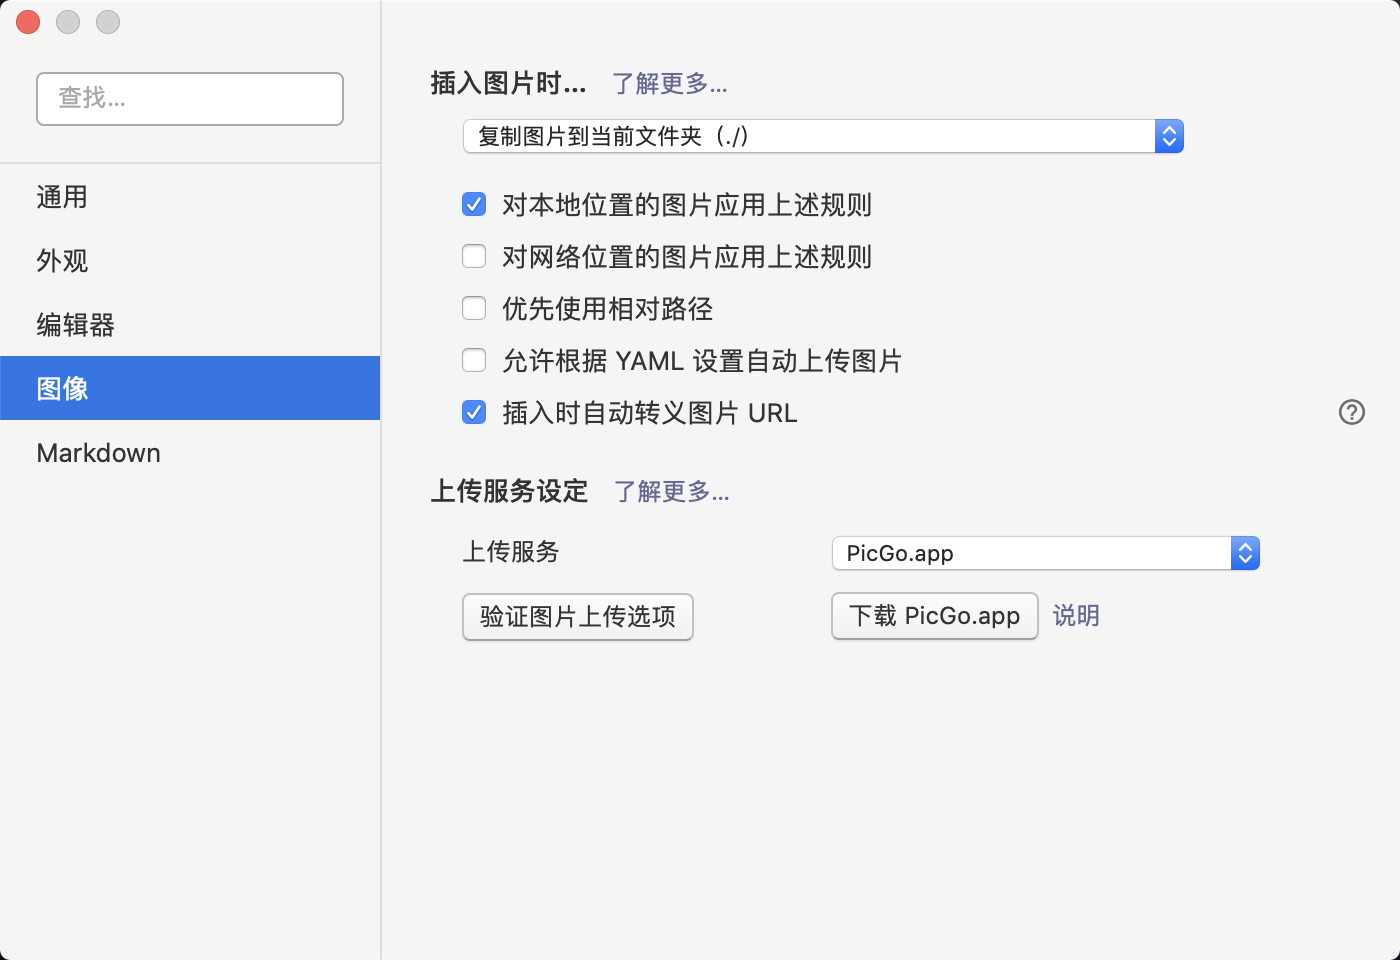 查找...
通用
外观
编辑器
图像
Markdown
插入图片时... 了解更多...
复制图片到当前文件夹（./）
对本地位置的图片应用上述规则
对网络位置的图片应用上述规则
优先使用相对路径
允许根据 YAML 设置自动上传图片
插入时自动转义图片 URL
上传服务设定 了解更多...
上传服务 PicGo.app
验证图片上传选项 下载 PicGo.app 说明